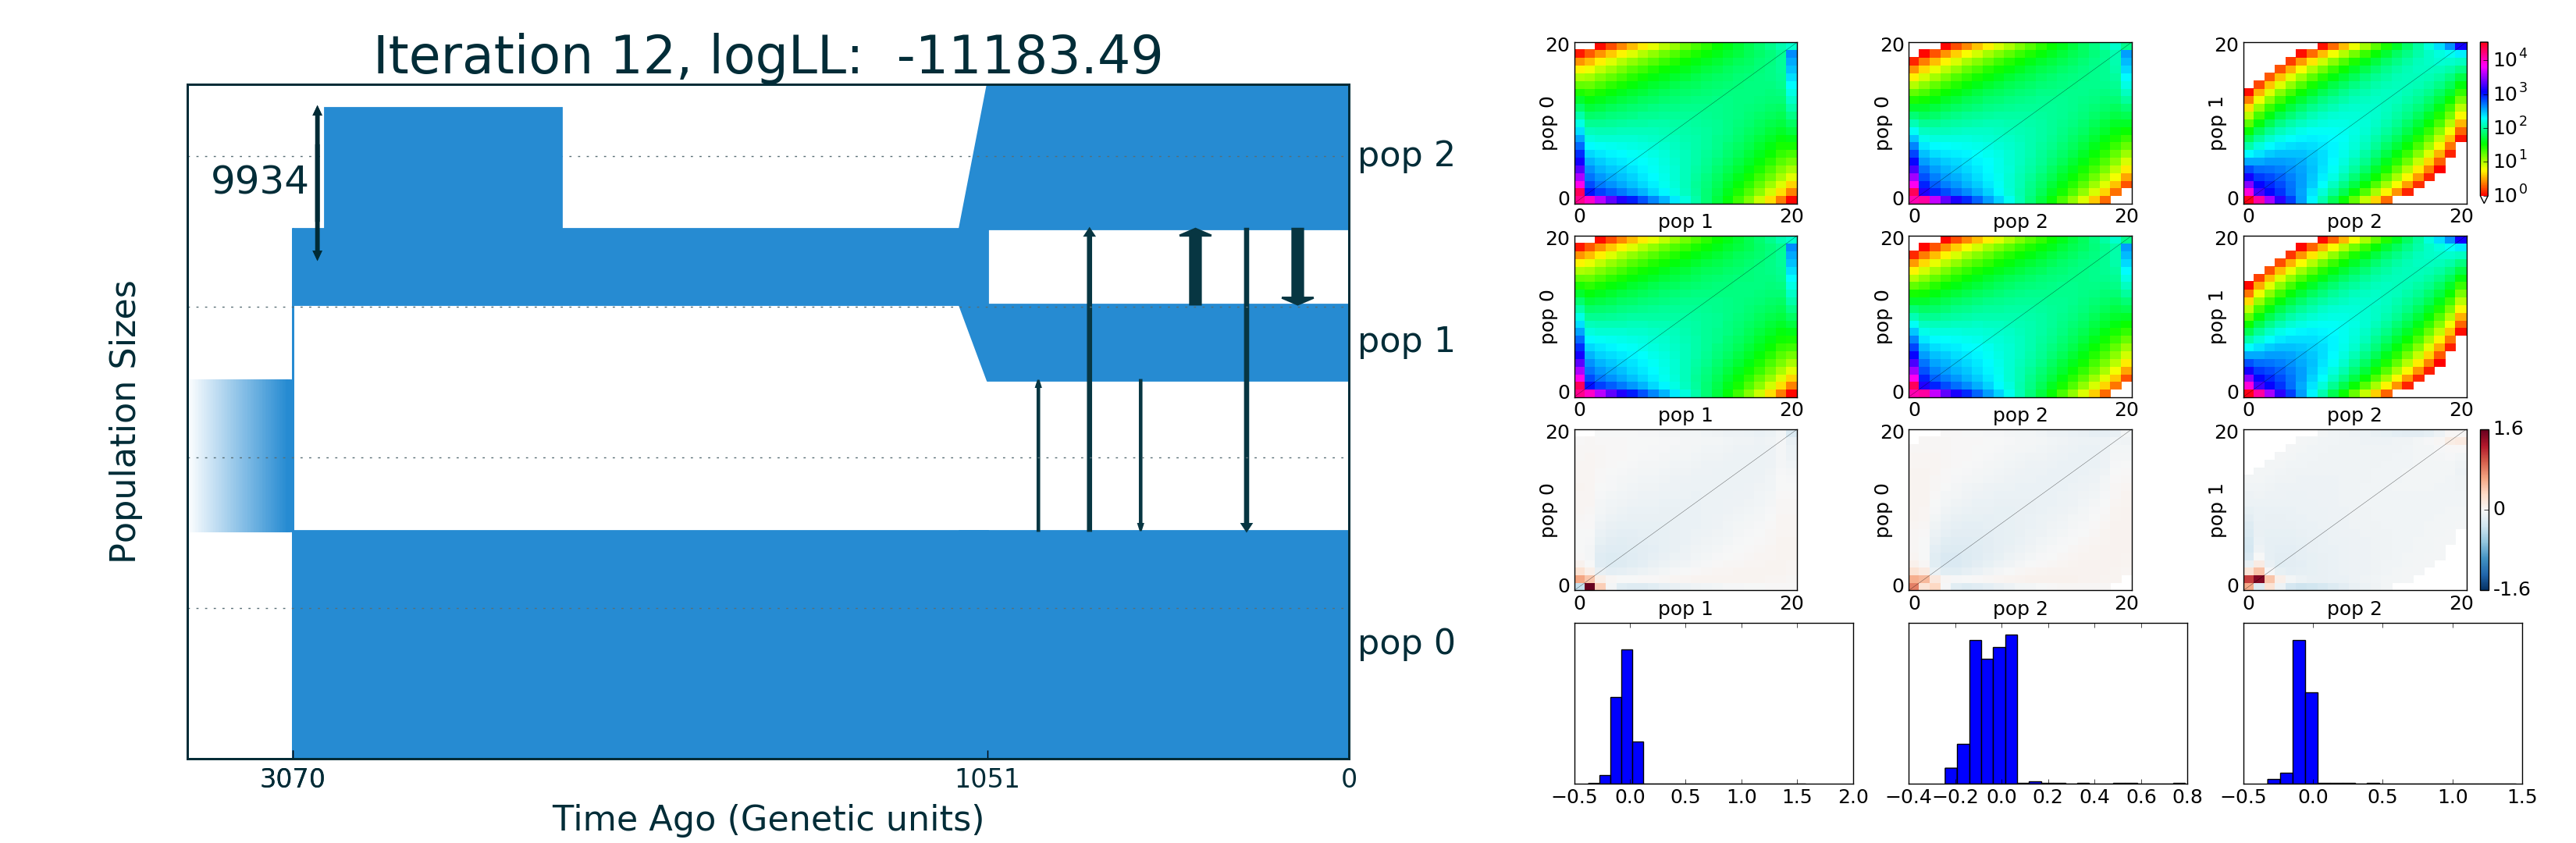 Iteration 12, logLL:  -11183.49
Population Sizes
9934
pop 2
pop 1
pop 0
3070
1051
0
Time Ago (Genetic units)
20
pop 0
0
0
pop 1
20
20
pop 0
0
0
pop 2
20
20
pop 1
0
0
pop 2
20
10^4
10^3
10^2
10^1
10^0
20
pop 0
0
0
pop 1
20
20
pop 0
0
0
pop 2
20
20
pop 1
0
0
pop 2
20
20
pop 0
0
0
pop 1
20
20
pop 0
0
0
pop 2
20
20
pop 1
0
0
pop 2
20
1.6
0
-1.6
−0.5 0.0 0.5 1.0 1.5 2.0
−0.4 −0.2 0.0 0.2 0.4 0.6 0.8
−0.5 0.0 0.5 1.0 1.5